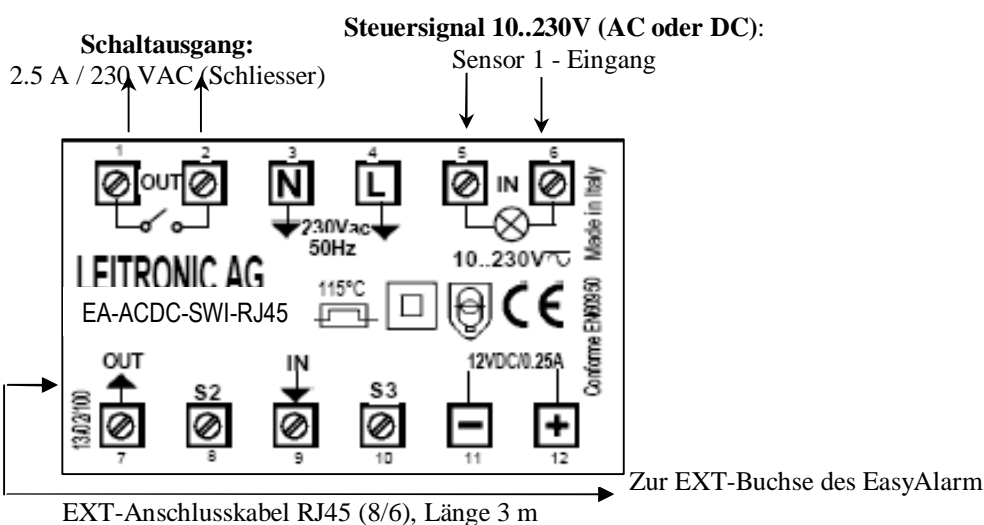 Steuersignal 10..230V (AC oder DC):
Schaltausgang:
Sensor 1 - Eingang
2.5 A / 230 VAC (Schliesser)
1 2 3 4 5 6
OUT N L IN
230Vac
50Hz
10..230V
Made in Italy
LEITRONIC AG
EA-ACDC-SWI-RJ45
115°C
CE
Conforme EN60950
OUT IN 12VDC/0.25A
S2 S3
- +
7 8 9 10 11 12
Zur EXT-Buchse des EasyAlarm
EXT-Anschlusskabel RJ45 (8/6), Länge 3 m